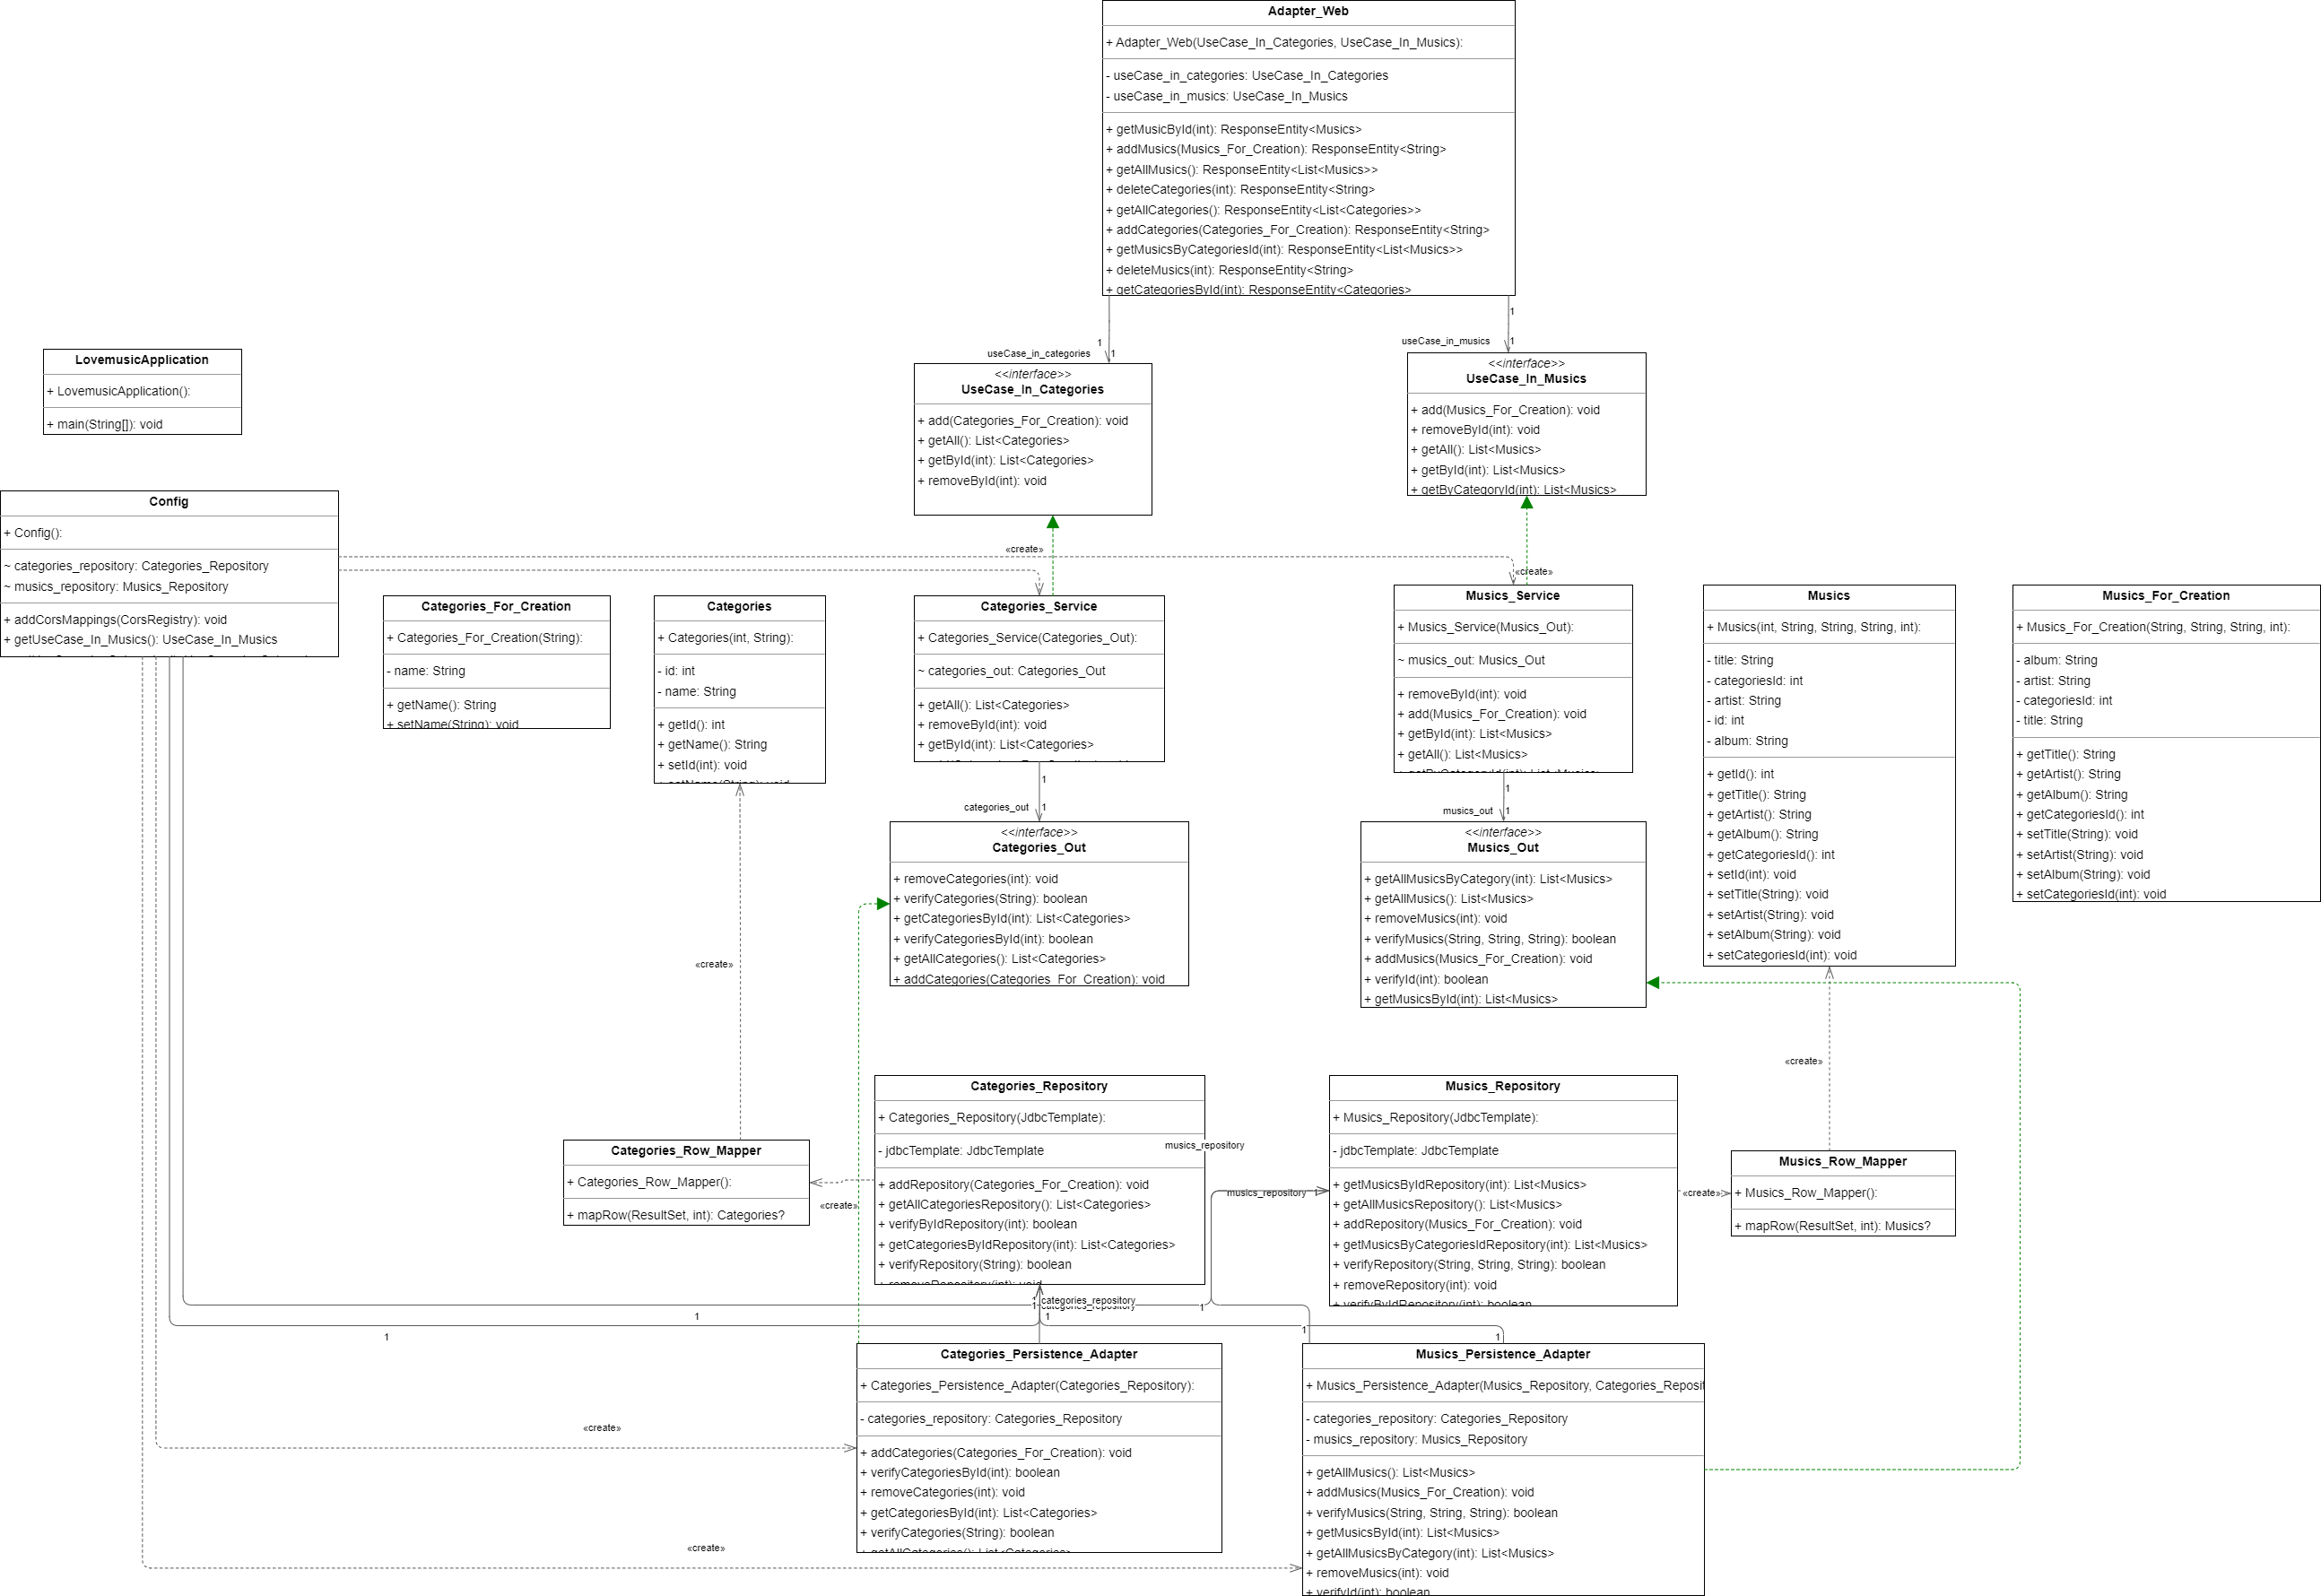 Adapter_Web
+ Adapter_Web(UseCase_In_Categories, UseCase_In_Musics):
- useCase_in_categories: UseCase_In_Categories
- useCase_in_musics: UseCase_In_Musics
+ getMusicById(int): ResponseEntity<Musics>
+ addMusics(Musics_For_Creation): ResponseEntity<String>
+ getAllMusics(): ResponseEntity<List<Musics>>
+ deleteCategories(int): ResponseEntity<String>
+ getAllCategories(): ResponseEntity<List<Categories>>
+ addCategories(Categories_For_Creation): ResponseEntity<String>
+ getMusicsByCategoriesId(int): ResponseEntity<List<Musics>>
+ deleteMusics(int): ResponseEntity<String>
+ getCategoriesById(int): ResponseEntity<Categories>
1
useCase_in_categories
1
1
useCase_in_musics
1
LovemusicApplication
+ LovemusicApplication():
+ main(String[]): void
<<interface>>
UseCase_In_Categories
+ add(Categories_For_Creation): void
+ getAll(): List<Categories>
+ getById(int): List<Categories>
+ removeById(int): void
<<interface>>
UseCase_In_Musics
+ add(Musics_For_Creation): void
+ removeById(int): void
+ getAll(): List<Musics>
+ getById(int): List<Musics>
+ getByCategoryId(int): List<Musics>
Config
+ Config():
~ categories_repository: Categories_Repository
~ musics_repository: Musics_Repository
+ addCorsMappings(CorsRegistry): void
+ getUseCase_In_Musics(): UseCase_In_Musics
«create»
«create»
Categories_For_Creation
+ Categories_For_Creation(String):
- name: String
+ getName(): String
+ setName(String): void
Categories
+ Categories(int, String):
- id: int
- name: String
+ getId(): int
+ getName(): String
+ setId(int): void
+ setName(String): void
Categories_Service
+ Categories_Service(Categories_Out):
~ categories_out: Categories_Out
+ getAll(): List<Categories>
+ removeById(int): void
+ getById(int): List<Categories>
Musics_Service
+ Musics_Service(Musics_Out):
~ musics_out: Musics_Out
+ removeById(int): void
+ add(Musics_For_Creation): void
+ getById(int): List<Musics>
+ getAll(): List<Musics>
+ getByCategoryId(int): List<Musics>
Musics
+ Musics(int, String, String, String, int):
- title: String
- categoriesId: int
- artist: String
- id: int
- album: String
+ getId(): int
+ getTitle(): String
+ getArtist(): String
+ getAlbum(): String
+ getCategoriesId(): int
+ setId(int): void
+ setTitle(String): void
+ setArtist(String): void
+ setAlbum(String): void
+ setCategoriesId(int): void
Musics_For_Creation
+ Musics_For_Creation(String, String, String, int):
- album: String
- artist: String
- categoriesId: int
- title: String
+ getTitle(): String
+ getArtist(): String
+ getAlbum(): String
+ getCategoriesId(): int
+ setTitle(String): void
+ setArtist(String): void
+ setAlbum(String): void
+ setCategoriesId(int): void
1
categories_out
1
1
musics_out
1
<<interface>>
Categories_Out
+ removeCategories(int): void
+ verifyCategories(String): boolean
+ getCategoriesById(int): List<Categories>
+ verifyCategoriesById(int): boolean
+ getAllCategories(): List<Categories>
+ addCategories(Categories_For_Creation): void
<<interface>>
Musics_Out
+ getAllMusicsByCategory(int): List<Musics>
+ getAllMusics(): List<Musics>
+ removeMusics(int): void
+ verifyMusics(String, String, String): boolean
+ addMusics(Musics_For_Creation): void
+ verifyId(int): boolean
+ getMusicsById(int): List<Musics>
«create»
«create»
Categories_Row_Mapper
+ Categories_Row_Mapper():
+ mapRow(ResultSet, int): Categories?
«create»
Categories_Repository
+ Categories_Repository(JdbcTemplate):
- jdbcTemplate: JdbcTemplate
+ addRepository(Categories_For_Creation): void
+ getAllCategoriesRepository(): List<Categories>
+ verifyByIdRepository(int): boolean
+ getCategoriesByIdRepository(int): List<Categories>
+ verifyRepository(String): boolean
+ removeRepository(int): void
musics_repository
musics_repository
1
Musics_Repository
+ Musics_Repository(JdbcTemplate):
- jdbcTemplate: JdbcTemplate
+ getMusicsByIdRepository(int): List<Musics>
+ getAllMusicsRepository(): List<Musics>
+ addRepository(Musics_For_Creation): void
+ getMusicsByCategoriesIdRepository(int): List<Musics>
+ verifyRepository(String, String, String): boolean
+ removeRepository(int): void
+ verifyByIdRepository(int): boolean
«create»
Musics_Row_Mapper
+ Musics_Row_Mapper():
+ mapRow(ResultSet, int): Musics?
1
1
categories_repository
categories_repository
1
1
1
1
1
1
Categories_Persistence_Adapter
+ Categories_Persistence_Adapter(Categories_Repository):
- categories_repository: Categories_Repository
+ addCategories(Categories_For_Creation): void
+ verifyCategoriesById(int): boolean
+ removeCategories(int): void
+ getCategoriesById(int): List<Categories>
+ verifyCategories(String): boolean
+ getAllCategories(): List<Categories>
Musics_Persistence_Adapter
+ Musics_Persistence_Adapter(Musics_Repository, Categories_Reposit
- categories_repository: Categories_Repository
- musics_repository: Musics_Repository
+ getAllMusics(): List<Musics>
+ addMusics(Musics_For_Creation): void
+ verifyMusics(String, String, String): boolean
+ getMusicsById(int): List<Musics>
+ getAllMusicsByCategory(int): List<Musics>
+ removeMusics(int): void
+ verifyId(int): boolean
«create»
«create»